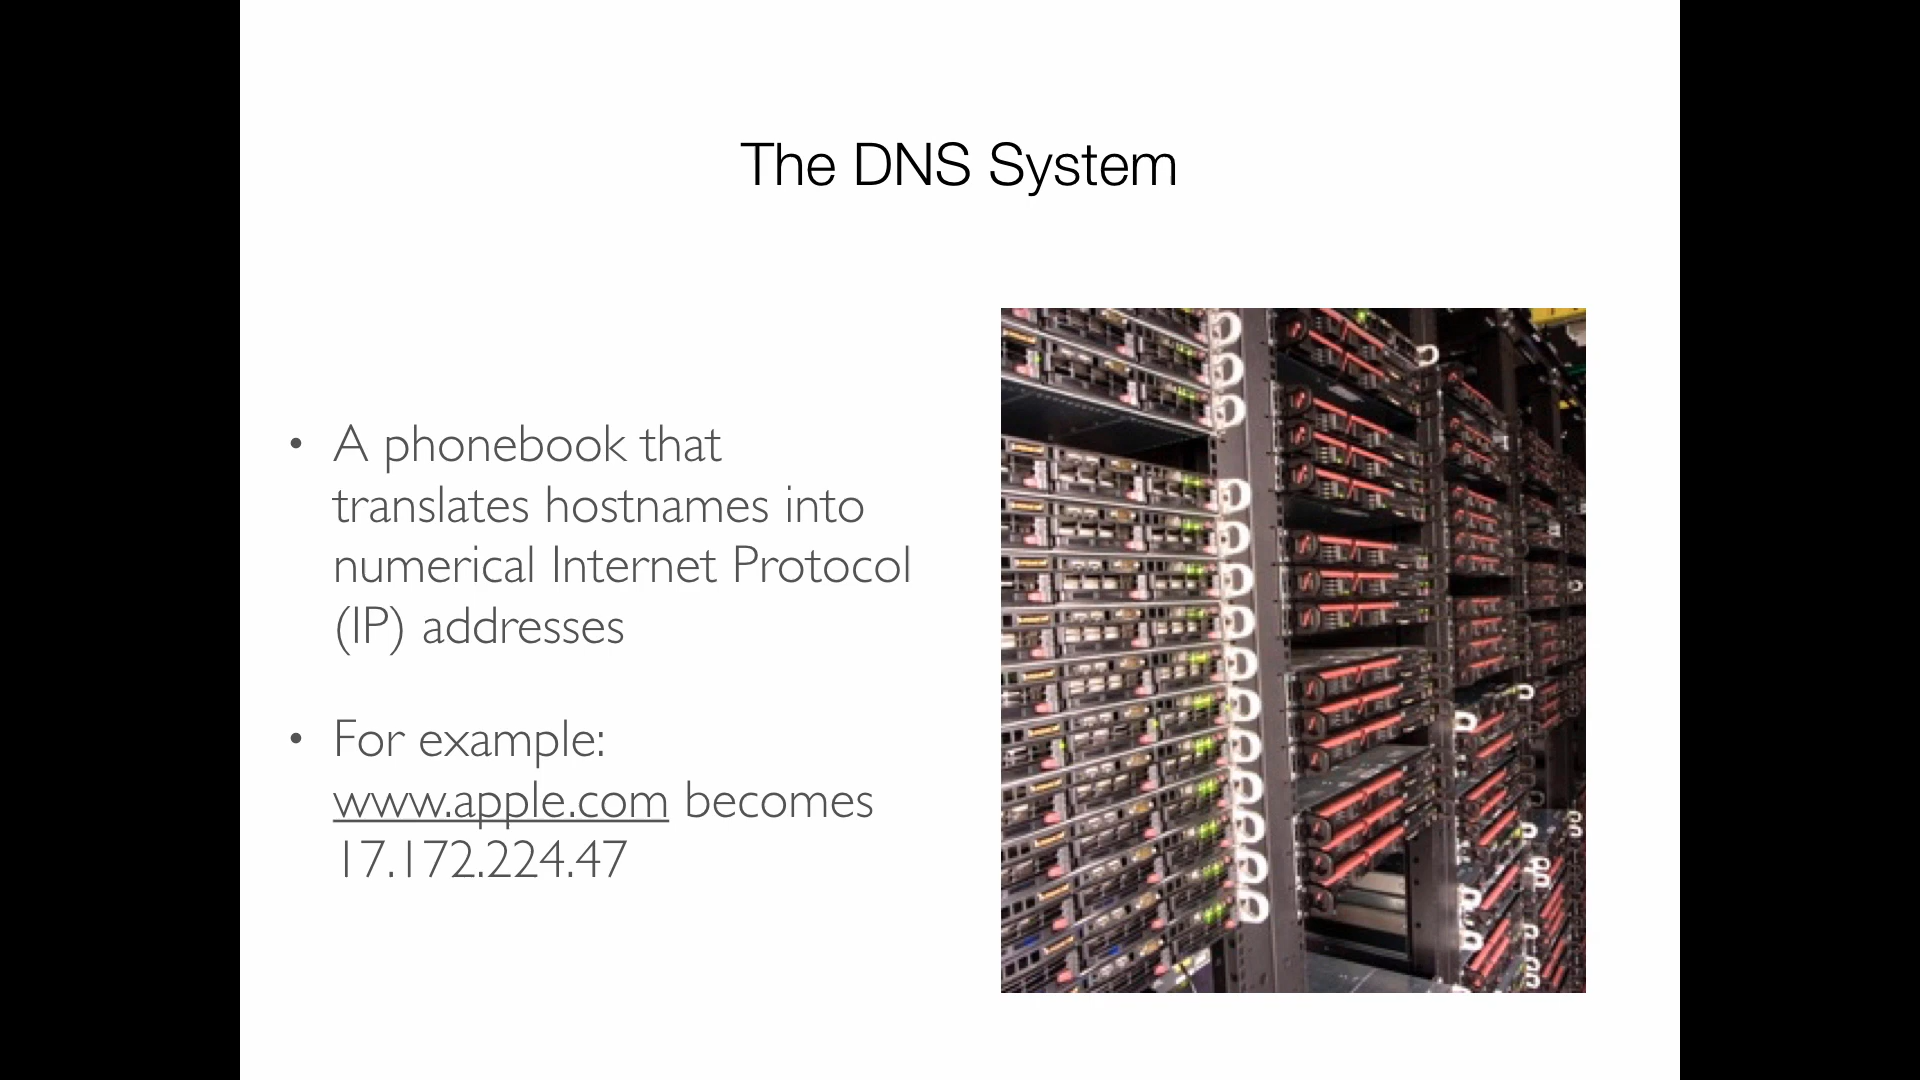 The DNS System
• A phonebook that
translates hostnames into
numerical Internet Protocol
(IP) addresses
• For example:
www.apple.com becomes
17.172.224.47